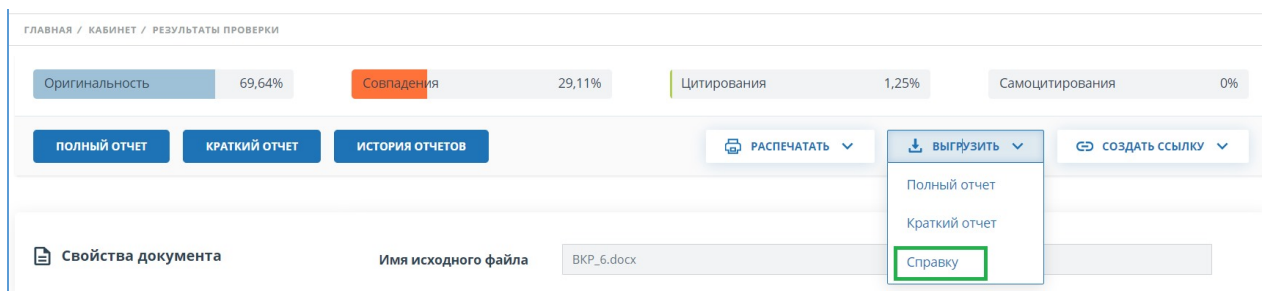 ГЛАВНАЯ / КАБИНЕТ / РЕЗУЛЬТАТЫ ПРОВЕРКИ
Оригинальность 69,64% Совпадения 29,11% Цитирования 1,25% Самоцитирования 0%
ПОЛНЫЙ ОТЧЕТ КРАТКИЙ ОТЧЕТ ИСТОРИЯ ОТЧЕТОВ РАСПЕЧАТАТЬ ВЫГРУЗИТЬ СОЗДАТЬ ССЫЛКУ
Полный отчет
Краткий отчет
Свойства документа Имя исходного файла ВКР_6.docx Справку